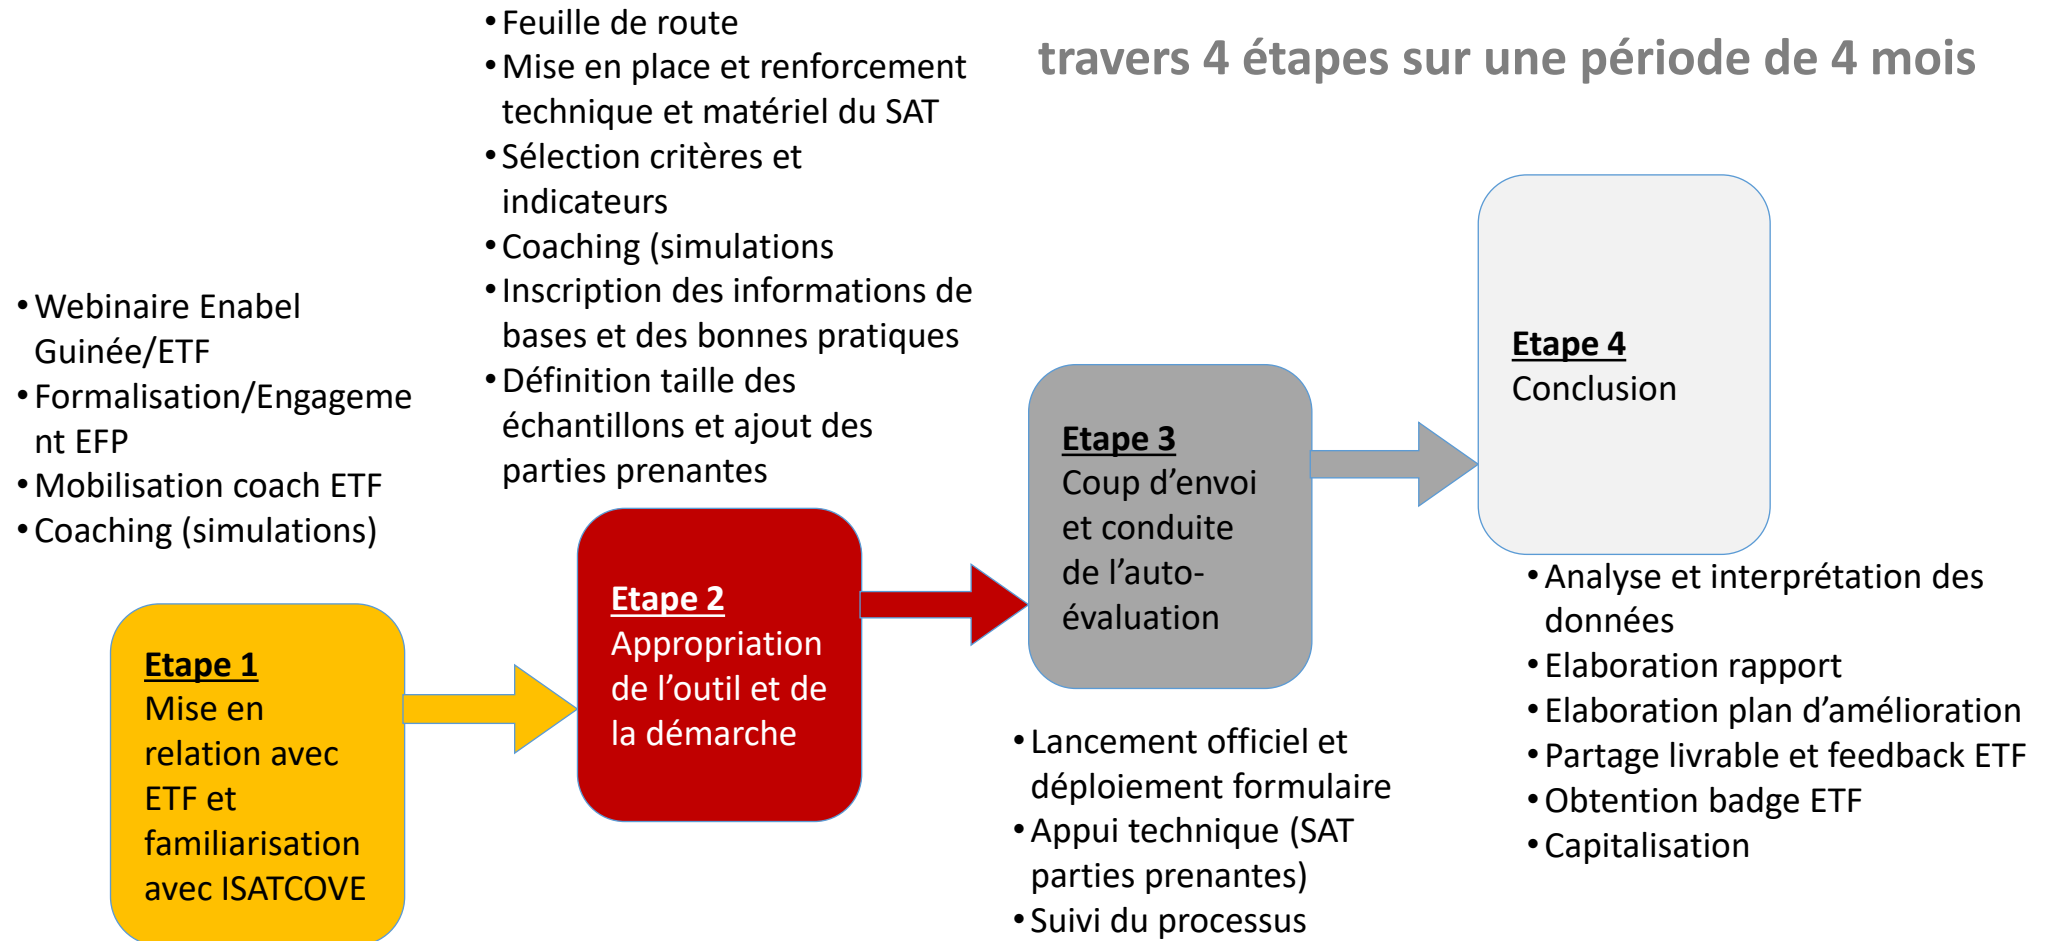 travers 4 étapes sur une période de 4 mois
• Webinaire Enabel
Guinée/ETF
• Formalisation/Engageme
nt EFP
• Mobilisation coach ETF
• Coaching (simulations)
Etape 1
Mise en
relation avec
ETF et
familiarisation
avec ISATCOVE
• Feuille de route
• Mise en place et renforcement
technique et matériel du SAT
• Sélection critères et
indicateurs
• Coaching (simulations
• Inscription des informations de
bases et des bonnes pratiques
• Définition taille des
échantillons et ajout des
parties prenantes
Etape 2
Appropriation
de l’outil et de
la démarche
Etape 3
Coup d’envoi
et conduite
de l’auto-
évaluation
• Lancement officiel et
déploiement formulaire
• Appui technique (SAT
parties prenantes)
• Suivi du processus
Etape 4
Conclusion
• Analyse et interprétation des
données
• Elaboration rapport
• Elaboration plan d’amélioration
• Partage livrable et feedback ETF
• Obtention badge ETF
• Capitalisation